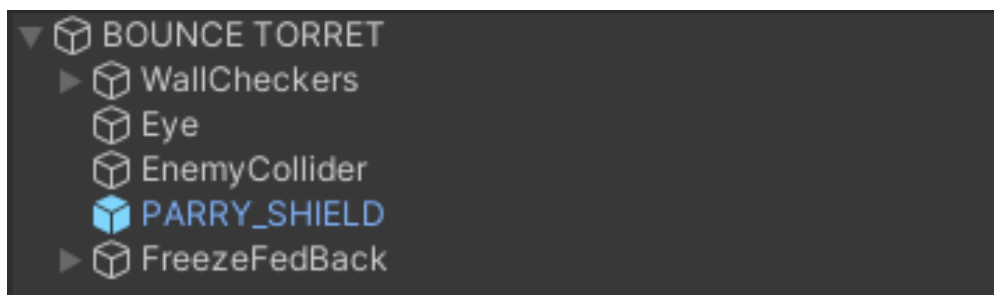 BOUNCE TORRET
WallCheckers
Eye
EnemyCollider
PARRY_SHIELD
FreezeFedBack